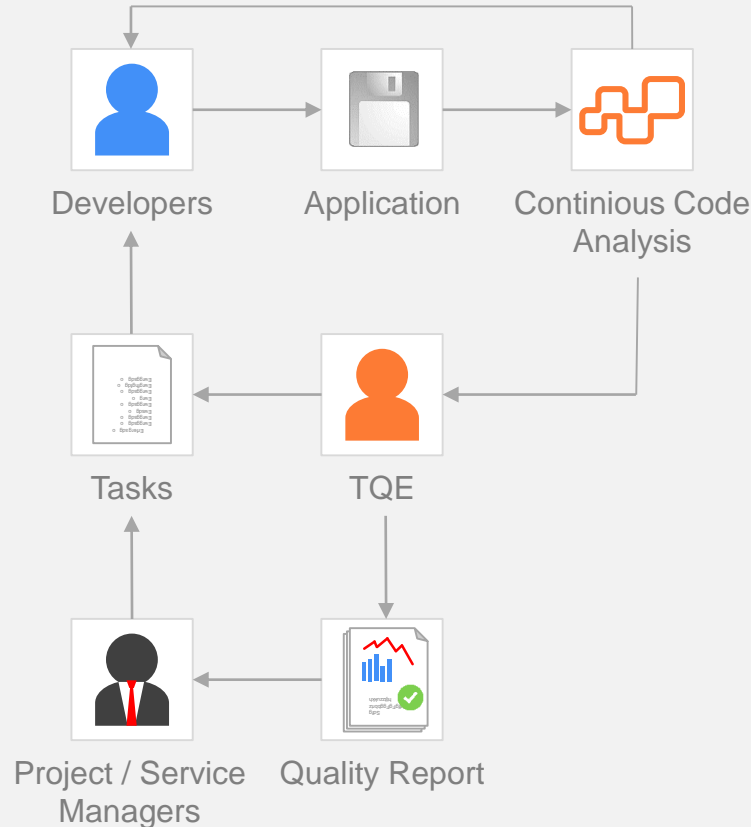 Developers
Application
Continious Code
Analysis
Tasks
TQE
Project / Service
Managers
Quality Report